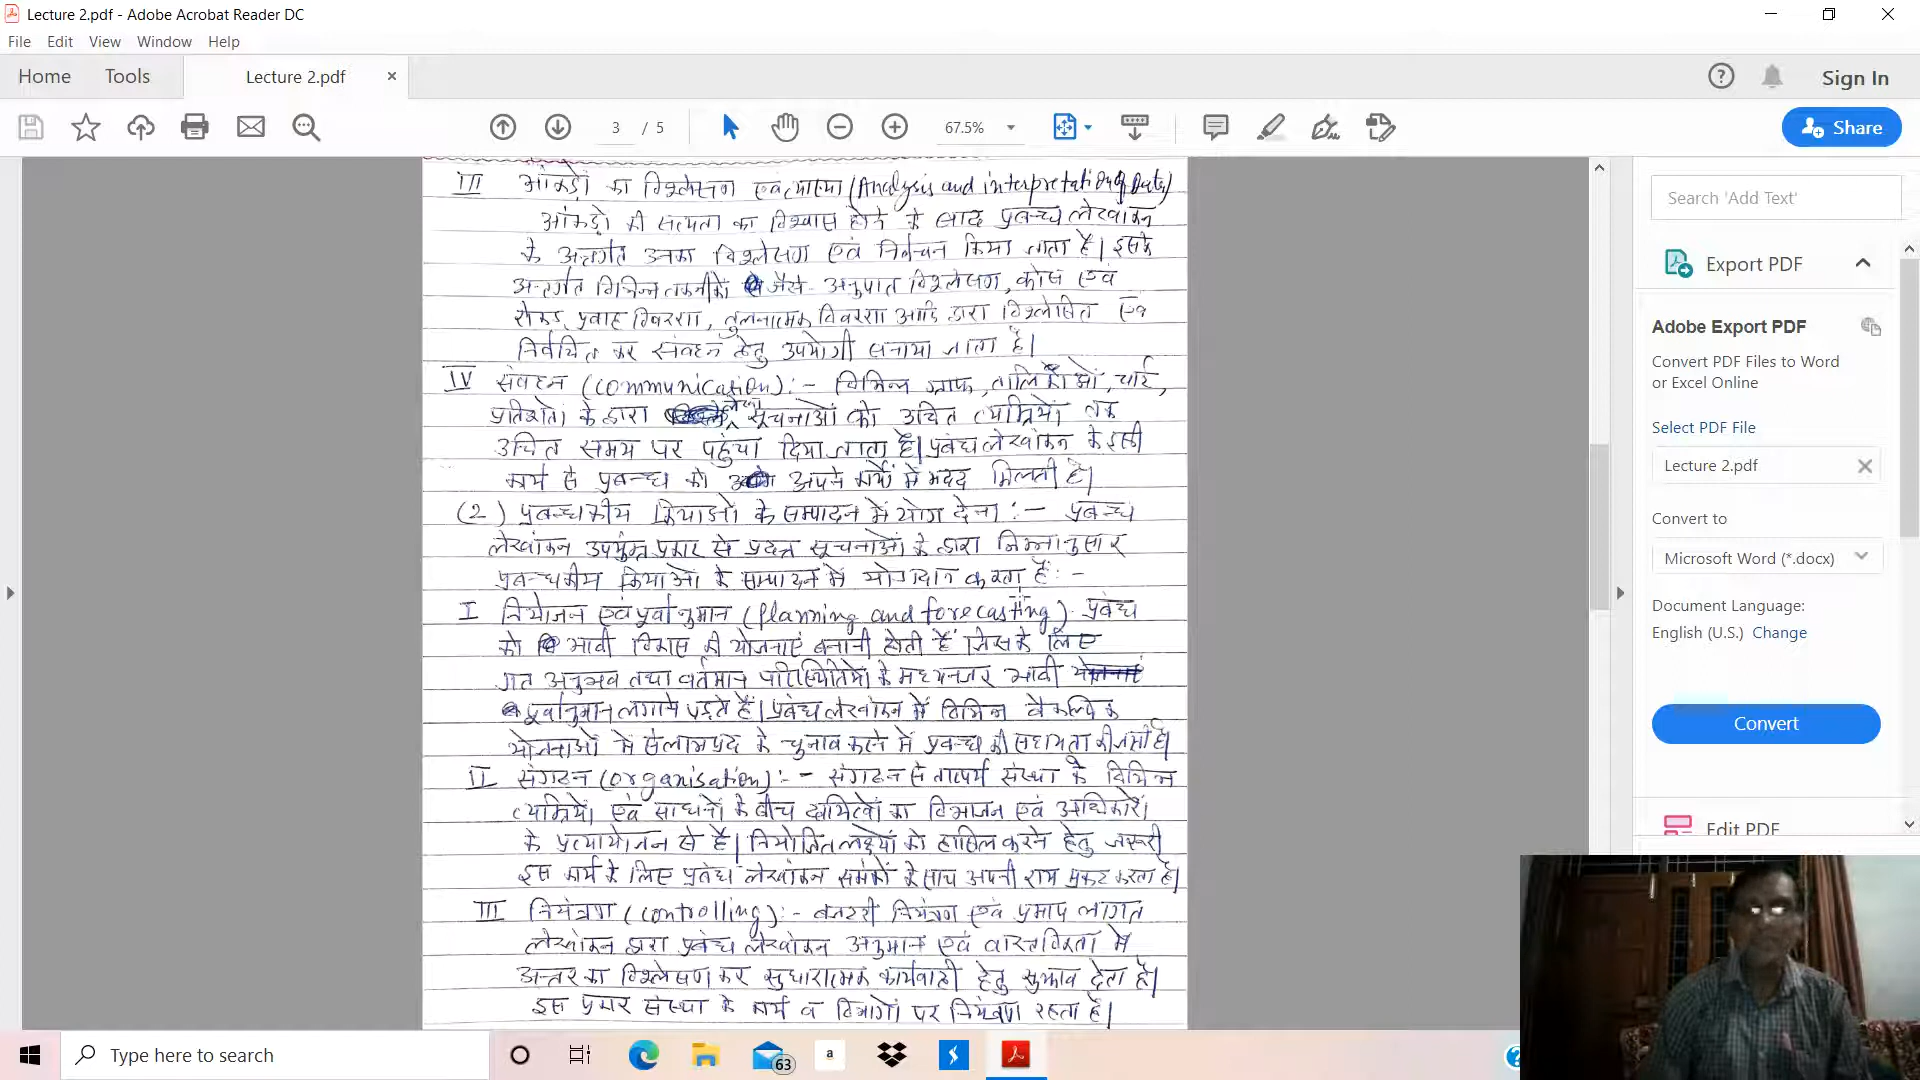 Lecture 2.pdf - Adobe Acrobat Reader DC
File Edit View Window Help
Home Tools Lecture 2.pdf × ? Sign In
3 / 5 67.5% Share
III आंकड़ों का विश्लेषण एवं व्याख्या (Analysis and interpretation of Data)
आंकड़ो की सत्यता का विश्वास होने के बाद प्रबन्ध लेखांकन
के अन्तर्गत उनका विश्लेषण एवं निर्वचन किया जाता है। इसके
अन्तर्गत विभिन्न तकनीकों जैसे अनुपात विश्लेषण, कोष एवं
रोकड़ प्रवाह विवरण, तुलनात्मक विवरण आदि द्वारा विश्लेषित एवं
निर्वचित कर संवहन हेतु उपयोगी बनाया जाता है।
IV संवहन (communication):- विभिन्न ग्राफ, तालिकाओं, चार्ट,
प्रतिशतों के द्वारा सूचनाओं को उचित व्यक्तियों तक
उचित समय पर पहुंचा दिया जाता है। प्रबंध लेखांकन के इसी
कार्य से प्रबन्ध को अपने कार्यों में मदद मिलती है।
(2) प्रबन्धकीय क्रियाओं के सम्पादन में योग देना :- प्रबन्ध
लेखांकन उपर्युक्त प्रकार से प्रदत्त सूचनाओं के द्वारा निम्नानुसार
प्रबन्धकीय क्रियाओं के सम्पादन में योगदान करता है:-
I नियोजन एवं पूर्वानुमान (planning and forecasting) प्रबंध
को भावी विकास की योजनाएं बनानी होती हैं जिसके लिए
गत अनुभव तथा वर्तमान परिस्थितियों के मध्यनजर भावी
पूर्वानुमान लगाने पड़ते हैं। प्रबंध लेखांकन में विभिन्न वैकल्पिक
योजनाओं में से लाभप्रद के चुनाव करने में प्रबन्ध की सहायता की जाती है।
II संगठन (organisation):- संगठन से तात्पर्य संस्था के विभिन्न
व्यक्तियों एवं साधनों के बीच दायित्वों का विभाजन एवं अधिकारों
के प्रत्यायोजन से है। नियोजित लक्ष्यों को हासिल करने हेतु जरूरी
इस कार्य के लिए प्रबंध लेखांकन समंकों के साथ अपनी राय प्रकट करता है।
III नियंत्रण (controlling):- बजटरी नियंत्रण एवं प्रमाप लागत
लेखांकन द्वारा प्रबंध लेखांकन अनुमान एवं वास्तविकता में
अन्तर का विश्लेषण कर सुधारात्मक कार्यवाही हेतु सुझाव देता है।
इस प्रकार संस्था के कार्य व विभागों पर नियंत्रण रहता है।
Search 'Add Text'
Export PDF
Adobe Export PDF
Convert PDF Files to Word
or Excel Online
Select PDF File
Lecture 2.pdf
Convert to
Microsoft Word (*.docx)
Document Language:
English (U.S.) Change
Convert
Edit PDF
Type here to search
63
a